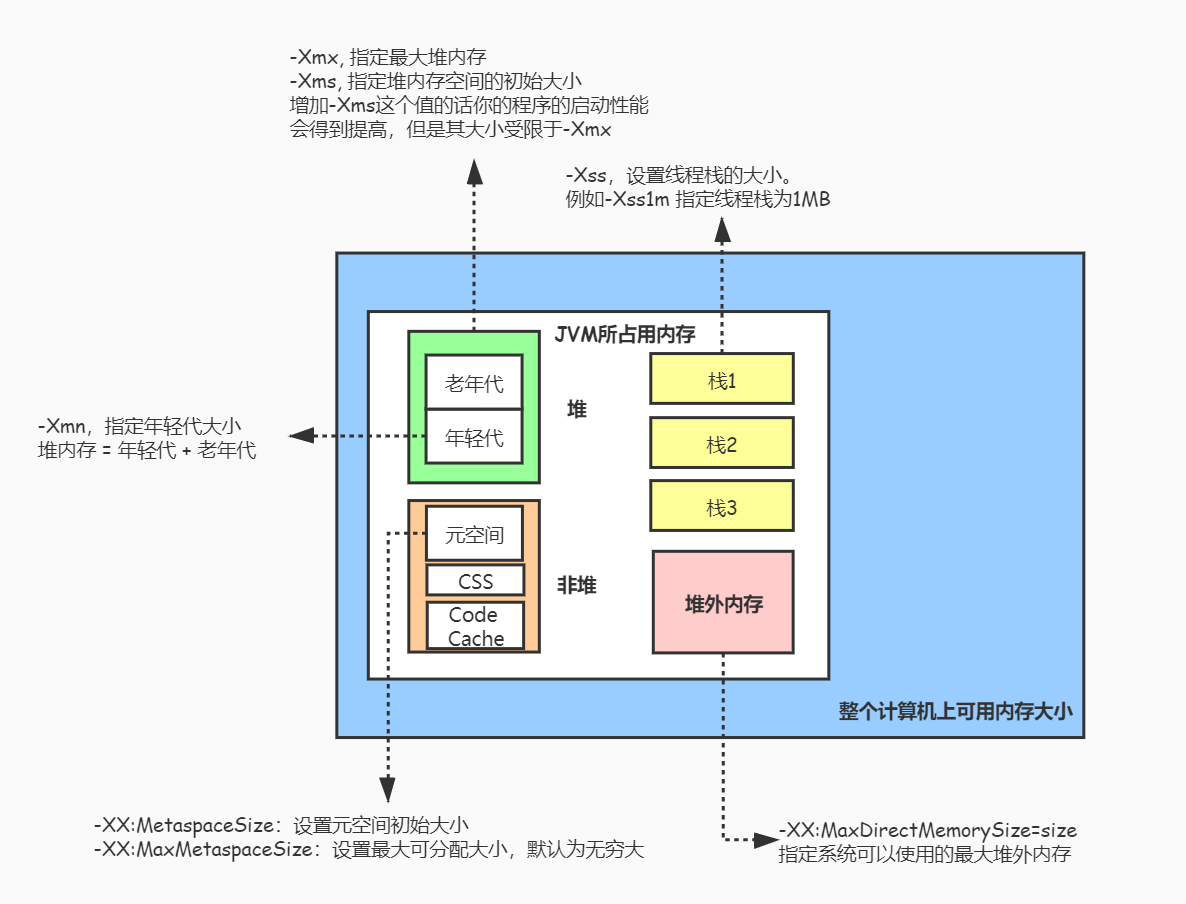 -Xmx, 指定最大堆内存
-Xms, 指定堆内存空间的初始大小
增加-Xms这个值的话你的程序的启动性能
会得到提高，但是其大小受限于-Xmx
-Xss，设置线程栈的大小。
例如-Xss1m 指定线程栈为1MB
JVM所占用内存
老年代
年轻代
堆
栈1
栈2
栈3
-Xmn，指定年轻代大小
堆内存 = 年轻代 + 老年代
元空间
CSS
Code
Cache
非堆
堆外内存
整个计算机上可用内存大小
-XX:MetaspaceSize：设置元空间初始大小
-XX:MaxMetaspaceSize：设置最大可分配大小，默认为无穷大
-XX:MaxDirectMemorySize=size
指定系统可以使用的最大堆外内存